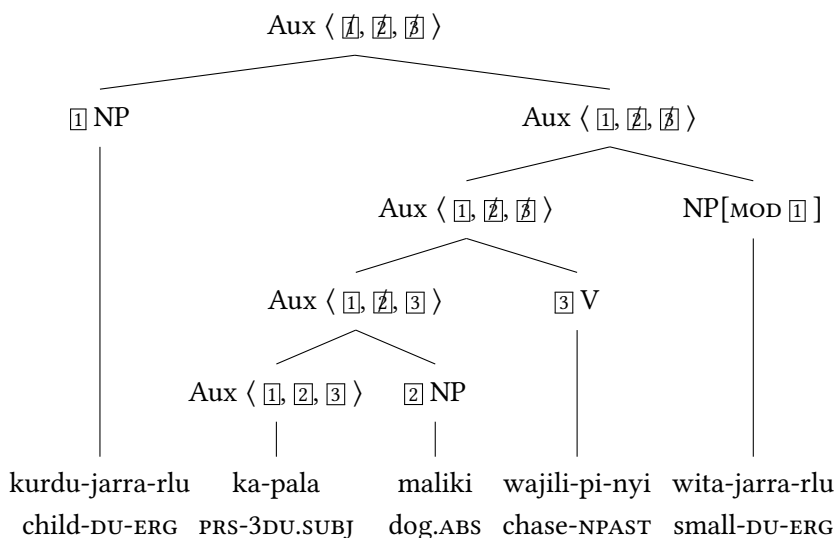 Aux ⟨ 1̸, 2̸, 3̸ ⟩
1 NP Aux ⟨ 1, 2̸, 3̸ ⟩
Aux ⟨ 1, 2̸, 3̸ ⟩ NP[MOD 1 ]
Aux ⟨ 1, 2̸, 3 ⟩ 3 V
Aux ⟨ 1, 2, 3 ⟩ 2 NP
kurdu-jarra-rlu ka-pala maliki wajili-pi-nyi wita-jarra-rlu
child-DU-ERG PRS-3DU.SUBJ dog.ABS chase-NPAST small-DU-ERG